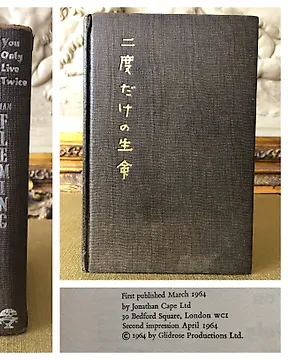 You
Only
Live
Twice
IAN
FLEMING
二度だけの生命
First published March 1964
by Jonathan Cape Ltd
30 Bedford Square, London WC1
Second impression April 1964
© 1964 by Glidrose Productions Ltd.